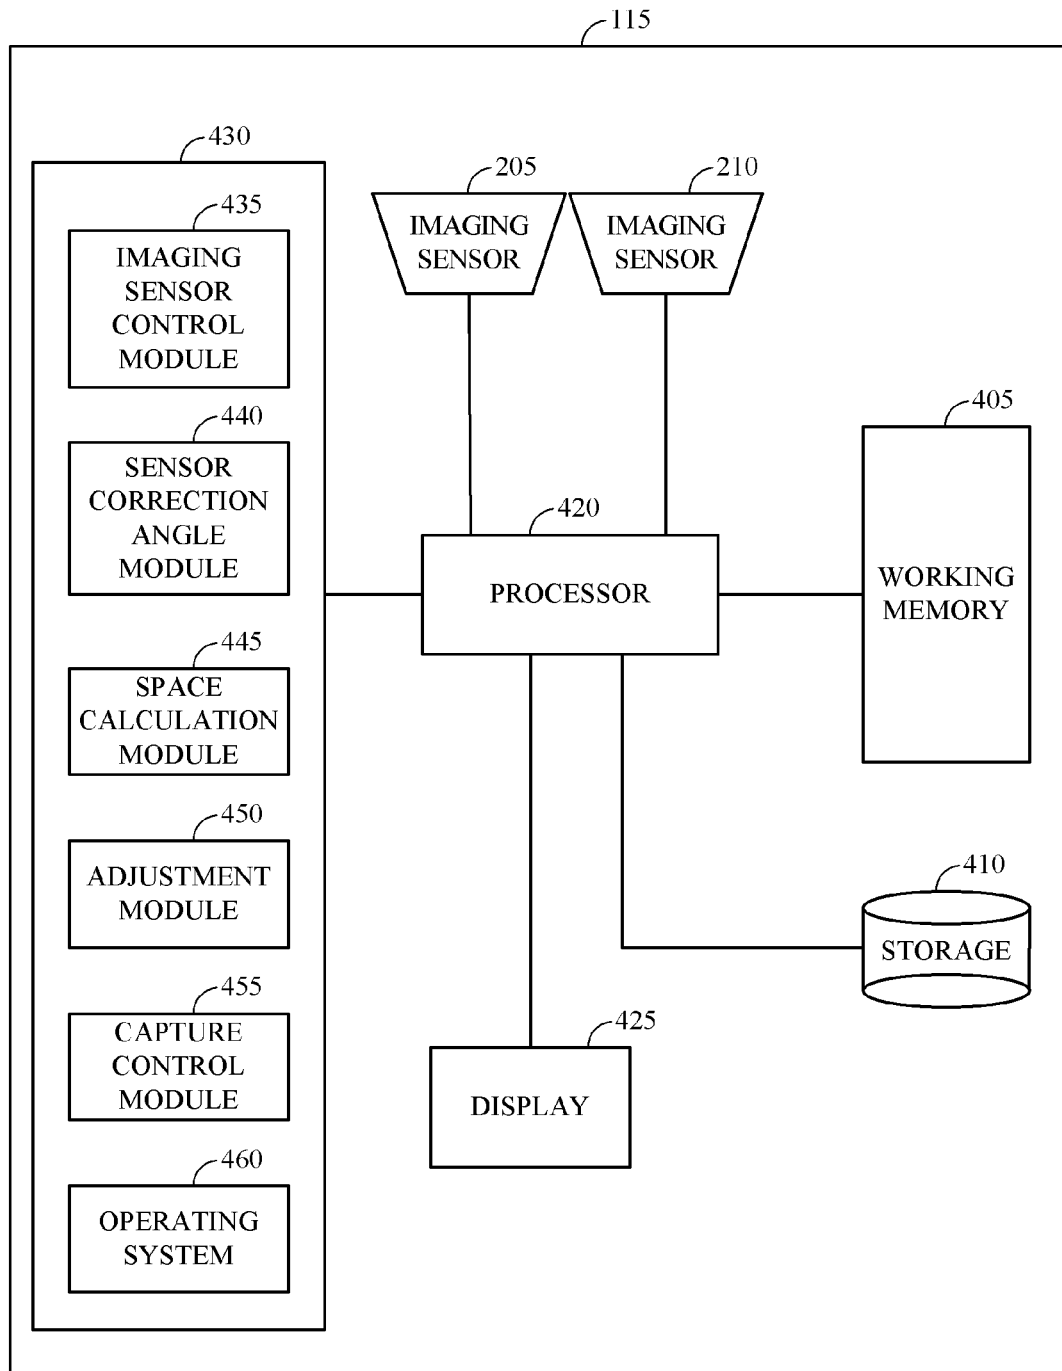 115
430
435
IMAGING
SENSOR
CONTROL
MODULE
440
SENSOR
CORRECTION
ANGLE
MODULE
445
SPACE
CALCULATION
MODULE
450
ADJUSTMENT
MODULE
455
CAPTURE
CONTROL
MODULE
460
OPERATING
SYSTEM
205
IMAGING
SENSOR
210
IMAGING
SENSOR
420
PROCESSOR
405
WORKING
MEMORY
410
STORAGE
425
DISPLAY